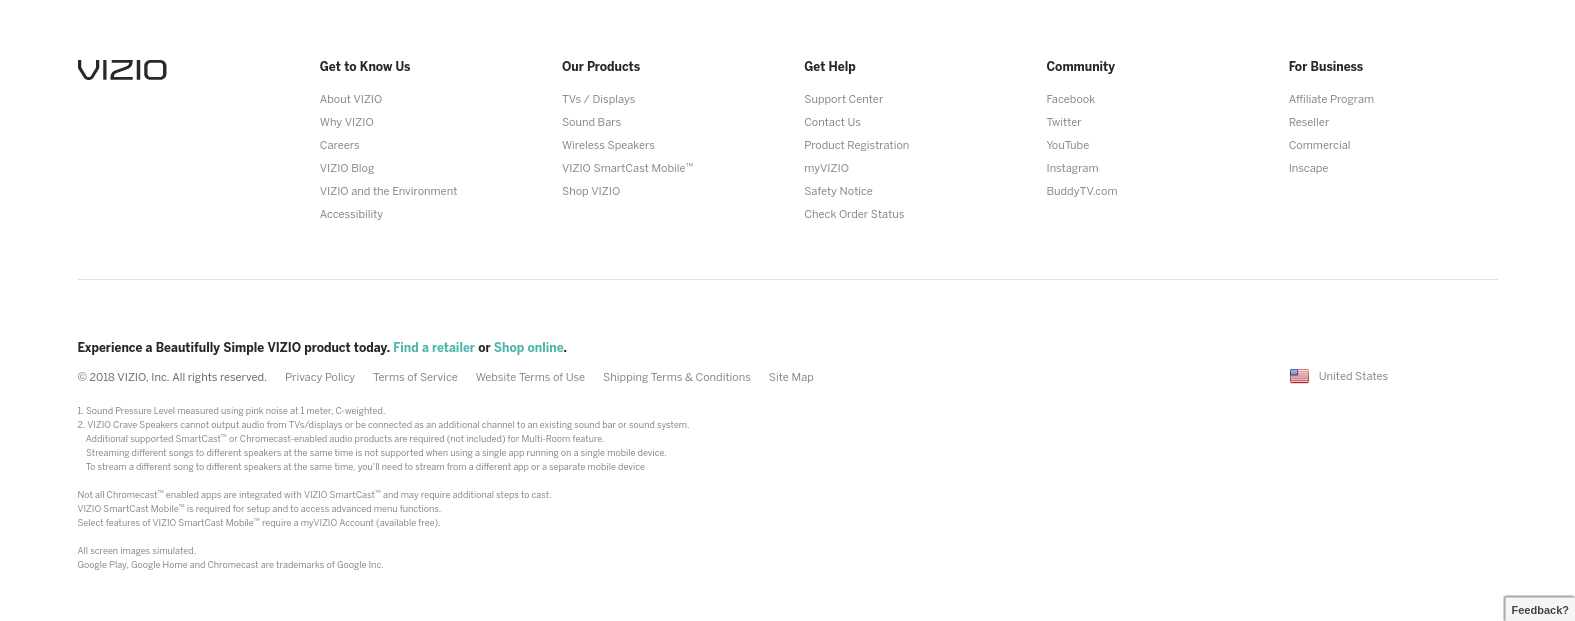 VIZIO
Get to Know Us
About VIZIO
Why VIZIO
Careers
VIZIO Blog
VIZIO and the Environment
Accessibility
Our Products
TVs / Displays
Sound Bars
Wireless Speakers
VIZIO SmartCast Mobile™
Shop VIZIO
Get Help
Support Center
Contact Us
Product Registration
myVIZIO
Safety Notice
Check Order Status
Community
Facebook
Twitter
YouTube
Instagram
BuddyTV.com
For Business
Affiliate Program
Reseller
Commercial
Inscape
Experience a Beautifully Simple VIZIO product today. Find a retailer or Shop online.
© 2018 VIZIO, Inc. All rights reserved. Privacy Policy Terms of Service Website Terms of Use Shipping Terms & Conditions Site Map
United States
1. Sound Pressure Level measured using pink noise at 1 meter, C-weighted.
2. VIZIO Crave Speakers cannot output audio from TVs/displays or be connected as an additional channel to an existing sound bar or sound system.
Additional supported SmartCast™ or Chromecast-enabled audio products are required (not included) for Multi-Room feature.
Streaming different songs to different speakers at the same time is not supported when using a single app running on a single mobile device.
To stream a different song to different speakers at the same time, you'll need to stream from a different app or a separate mobile device
Not all Chromecast™ enabled apps are integrated with VIZIO SmartCast™ and may require additional steps to cast.
VIZIO SmartCast Mobile™ is required for setup and to access advanced menu functions.
Select features of VIZIO SmartCast Mobile™ require a myVIZIO Account (available free).
All screen images simulated.
Google Play, Google Home and Chromecast are trademarks of Google Inc.
Feedback?